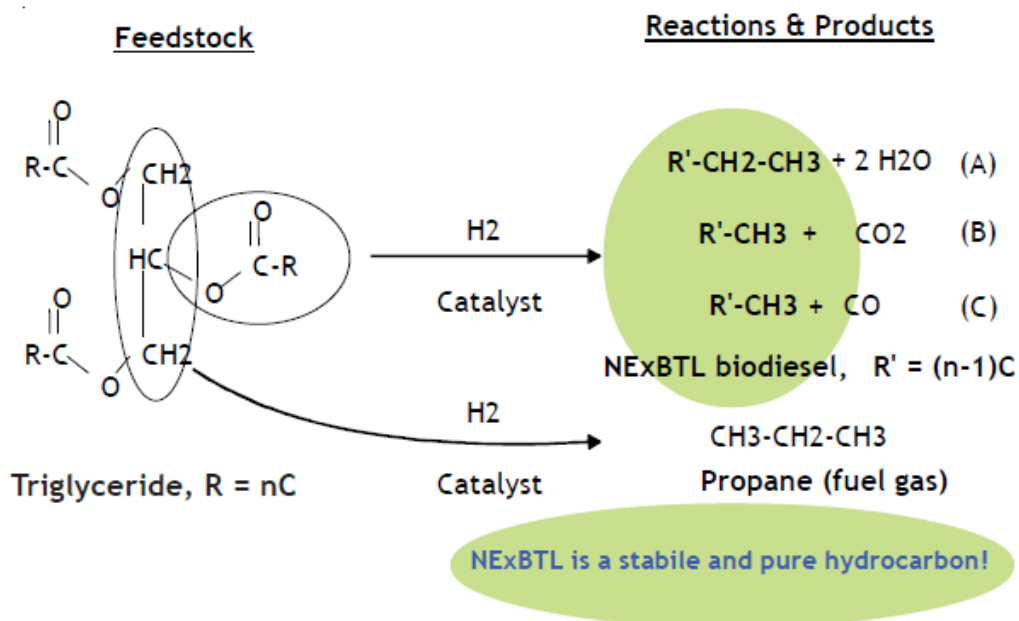 Feedstock
Reactions & Products
O
||
R-C
O
CH2
O
||
C-R
O
HC
O
||
R-C
O
CH2
H2
Catalyst
R'-CH2-CH3 + 2 H2O (A)
R'-CH3 + CO2 (B)
R'-CH3 + CO (C)
NExBTL biodiesel, R' = (n-1)C
H2
Catalyst
CH3-CH2-CH3
Propane (fuel gas)
Triglyceride, R = nC
NExBTL is a stabile and pure hydrocarbon!